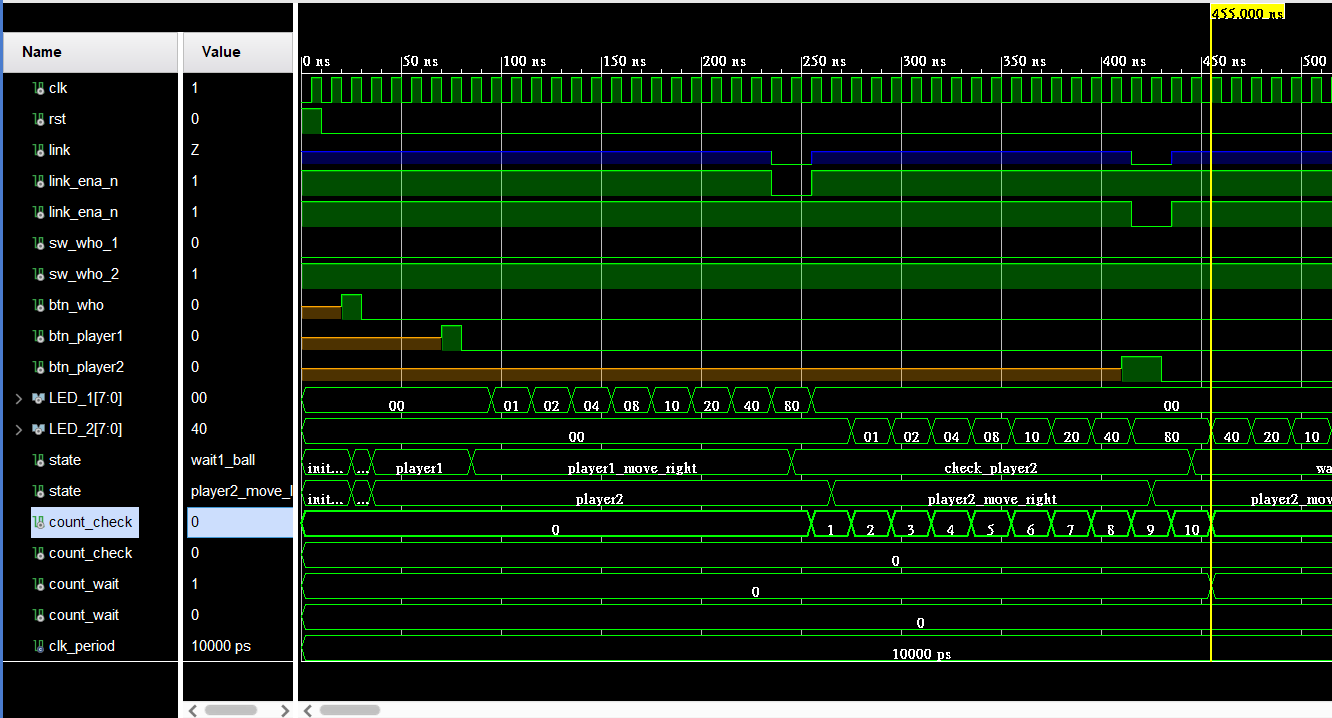 455.000 ns
Name Value
0 ns 50 ns 100 ns 150 ns 200 ns 250 ns 300 ns 350 ns 400 ns 450 ns 500
clk 1
rst 0
link Z
link_ena_n 1
link_ena_n 1
sw_who_1 0
sw_who_2 1
btn_who 0
btn_player1 0
btn_player2 0
LED_1[7:0] 00 00 01 02 04 08 10 20 40 80 00
LED_2[7:0] 40 00 01 02 04 08 10 20 40 80 40 20 10
state wait1_ball init... ... player1 player1_move_right check_player2 wa
state player2_move_l init... ... player2 player2_move_right player2_mov
count_check 0 0 1 2 3 4 5 6 7 8 9 10
count_check 0 0
count_wait 1 0
count_wait 0 0
clk_period 10000 ps 10000 ps